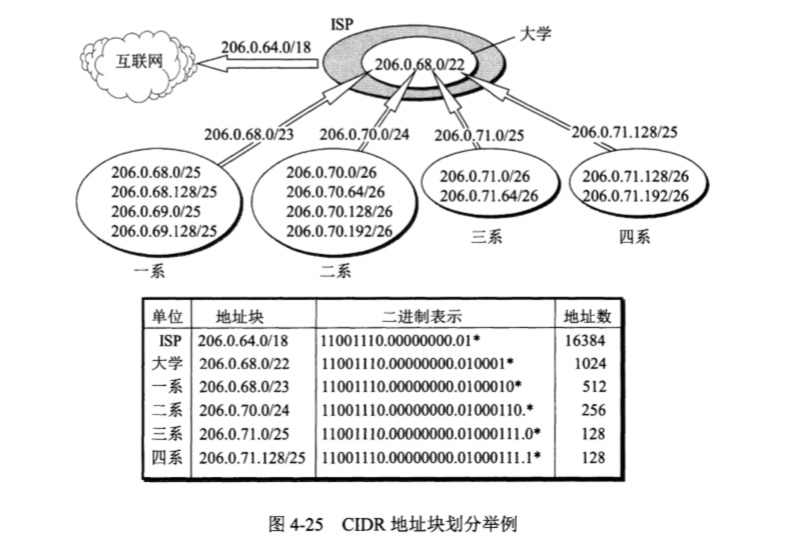 ISP
大学
206.0.64.0/18
互联网
206.0.68.0/22
206.0.68.0/23
206.0.70.0/24
206.0.71.0/25
206.0.71.128/25
206.0.68.0/25
206.0.68.128/25
206.0.69.0/25
206.0.69.128/25
一系
206.0.70.0/26
206.0.70.64/26
206.0.70.128/26
206.0.70.192/26
二系
206.0.71.0/26
206.0.71.64/26
三系
206.0.71.128/26
206.0.71.192/26
四系
单位 地址块 二进制表示 地址数
ISP 206.0.64.0/18 11001110.00000000.01* 16384
大学 206.0.68.0/22 11001110.00000000.010001* 1024
一系 206.0.68.0/23 11001110.00000000.0100010* 512
二系 206.0.70.0/24 11001110.00000000.01000110.* 256
三系 206.0.71.0/25 11001110.00000000.01000111.0* 128
四系 206.0.71.128/25 11001110.00000000.01000111.1* 128
图 4-25 CIDR 地址块划分举例